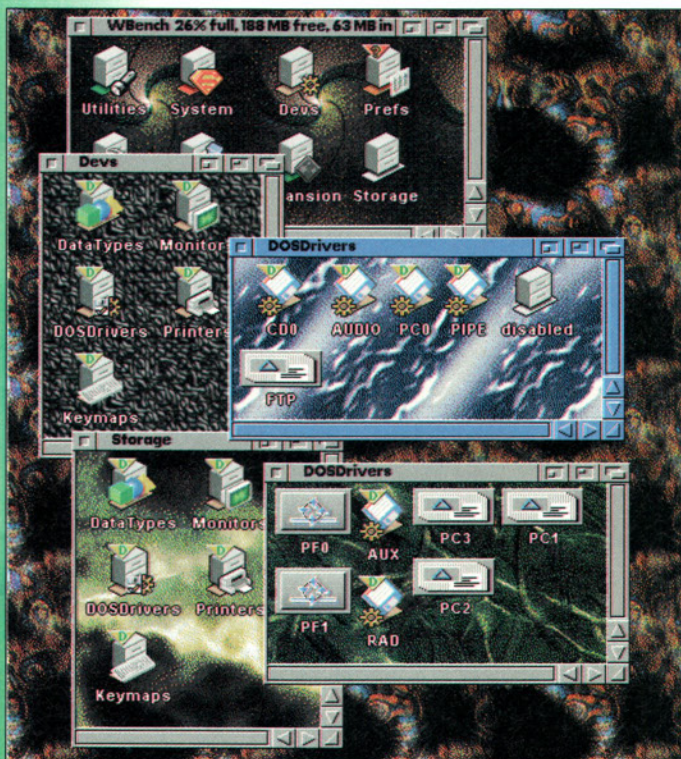 WBench 26% full, 188 MB free, 63 MB in
Utilities System Devs Prefs
ansion Storage
Devs
DataTypes Monitors
DOSDrivers Printers
Keymaps
DOSDrivers
CD0 AUDIO PC0 PIPE disabled
FTP
Storage
DataTypes Monitors
DOSDrivers Printers
Keymaps
DOSDrivers
PF0 AUX PC3 PC1
PF1 RAD PC2